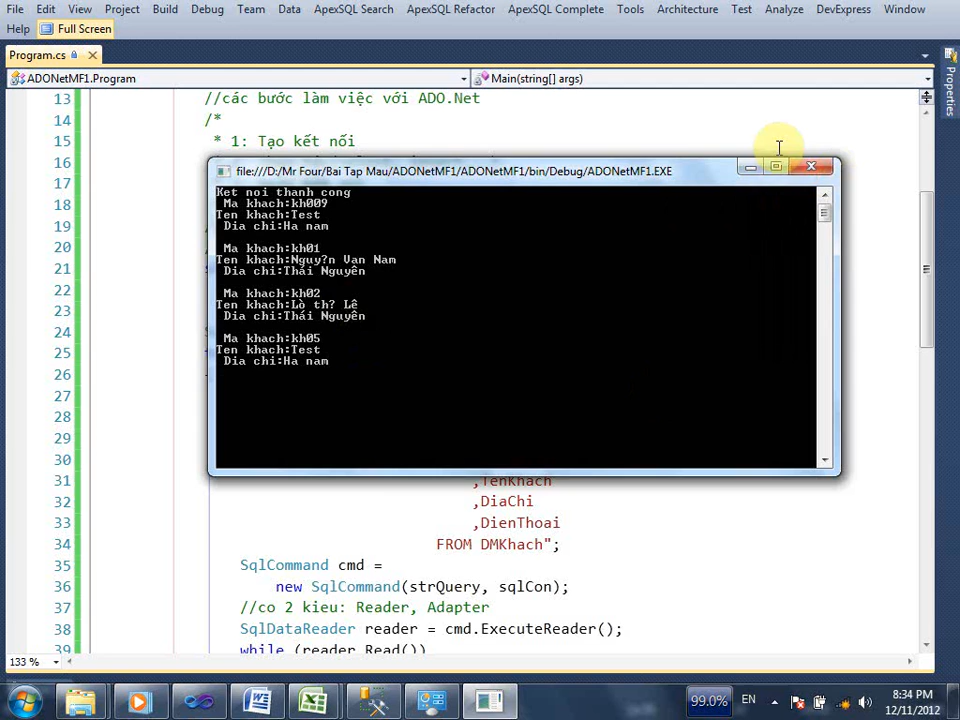 File Edit View Project Build Debug Team Data ApexSQL Search ApexSQL Refactor ApexSQL Complete Tools Architecture Test Analyze DevExpress Window
Help Full Screen
Program.cs
ADONetMF1.Program Main(string[] args)
Properties
13 //các bước làm việc với ADO.Net
14 /*
15 * 1: Tạo kết nối
16
17
18
19
20
21
22
23
24
25
26
27
28
29
30
file:///D:/Mr Four/Bai Tap Mau/ADONetMF1/ADONetMF1/bin/Debug/ADONetMF1.EXE
Ket noi thanh cong
Ma khach:kh009
Ten khach:Test
Dia chi:Ha nam
Ma khach:kh01
Ten khach:Nguy?n Van Nam
Dia chi:Thái Nguyên
Ma khach:kh02
Ten khach:Lò th? Lê
Dia chi:Thái Nguyên
Ma khach:kh05
Ten khach:Test
Dia chi:Ha nam
31 ,TenKhach
32 ,DiaChi
33 ,DienThoai
34 FROM DMKhach";
35 SqlCommand cmd =
36 new SqlCommand(strQuery, sqlCon);
37 //co 2 kieu: Reader, Adapter
38 SqlDataReader reader = cmd.ExecuteReader();
39 while (reader.Read())
133 %
99.0% EN 8:34 PM
12/11/2012